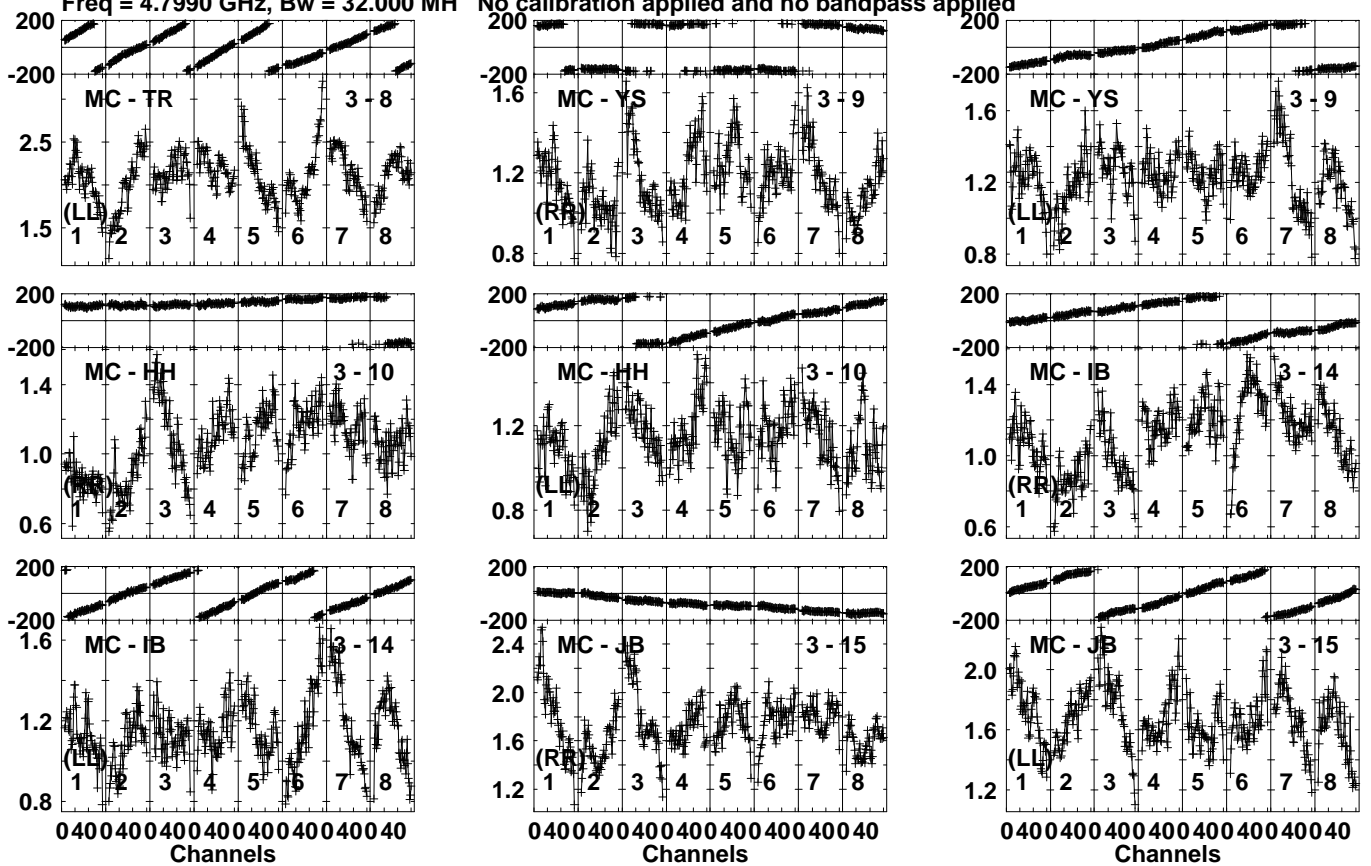 Freq = 4.7990 GHz, Bw = 32.000 MH No calibration applied and no bandpass applied
200 200 200
-200 -200 -200
MC - TR 3 - 8 MC - YS 3 - 9 MC - YS 3 - 9
2.5 1.6 1.6
1.2 1.4
1.2
1.5 0.8 0.8
(LL) (RR) (LL)
1 2 3 4 5 6 7 8 1 2 3 4 5 6 7 8 1 2 3 4 5 6 7 8
200 200 200
-200 -200 -200
MC - HH 3 - 10 MC - HH 3 - 10 MC - IB 3 - 14
1.4 1.2 1.4
1.0 0.8 1.0
0.6 0.6
(RR) (LL) (RR)
1 2 3 4 5 6 7 8 1 2 3 4 5 6 7 8 1 2 3 4 5 6 7 8
200 200 200
-200 -200 -200
MC - IB 3 - 14 MC - JB 3 - 15 MC - JB 3 - 15
1.6 2.4 2.0
1.2 2.0 1.6
0.8 1.6 1.2
1.2
(LL) (RR) (LL)
1 2 3 4 5 6 7 8 1 2 3 4 5 6 7 8 1 2 3 4 5 6 7 8
0 40 0 40 0 40 0 40 0 40 0 40 0 40 0 40 0 40 0 40 0 40 0 40 0 40 0 40 0 40 0 40 0 40 0 40 0 40 0 40 0 40 0 40 0 40 0 40
Channels Channels Channels